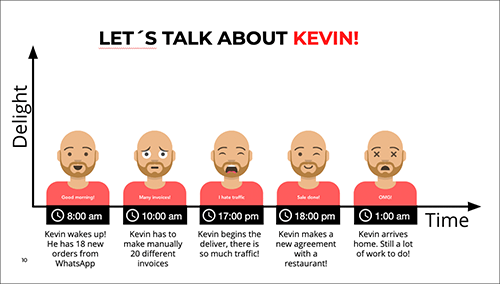 LET´S TALK ABOUT KEVIN!
Delight
Good morning!
Many invoices!
I hate traffic
Sale done!
OMG!
8:00 am
10:00 am
17:00 pm
18:00 pm
1:00 am
Time
Kevin wakes up!
He has 18 new
orders from
WhatsApp
Kevin has to
make manually
20 different
invoices
Kevin begins the
deliver, there is
so much traffic!
Kevin makes a
new agreement
with a
restaurant!
Kevin arrives
home. Still a lot
of work to do!
10